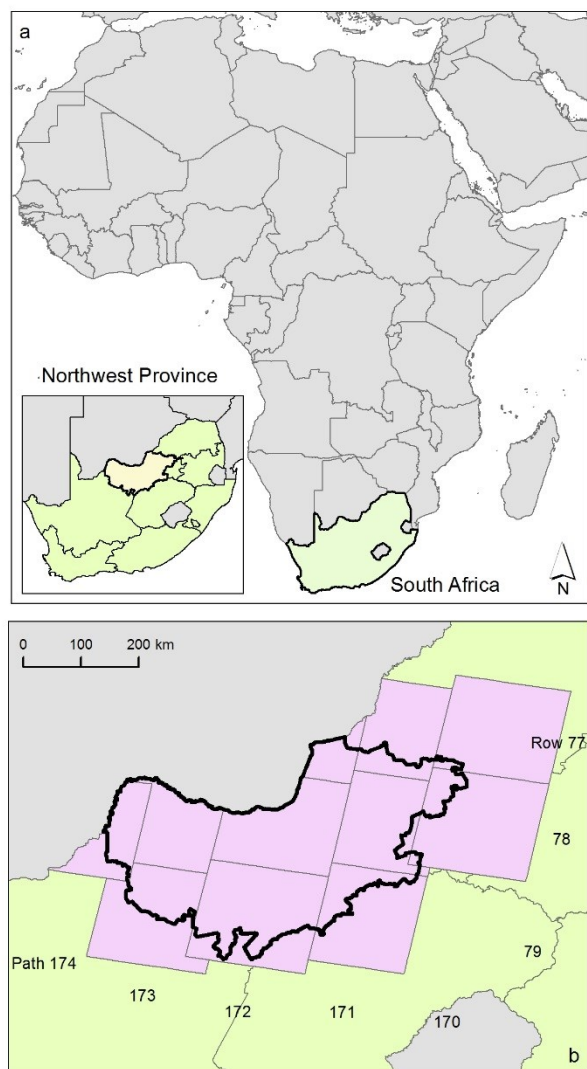 a
Northwest Province
South Africa
N
0 100 200 km
Row 77
78
79
Path 174
173
172
171
170
b